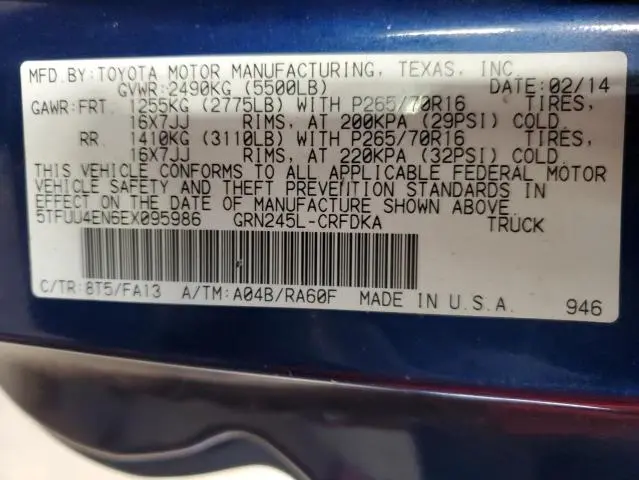 MFD.BY:TOYOTA MOTOR MANUFACTURING, TEXAS, INC.
GVWR:2490KG (5500LB) DATE:02/14
GAWR:FRT. 1255KG (2775LB) WITH P265/70R16 TIRES,
16X7JJ RIMS, AT 200KPA (29PSI) COLD
RR. 1410KG (3110LB) WITH P265/70R16 TIRES,
16X7JJ RIMS, AT 220KPA (32PSI) COLD
THIS VEHICLE CONFORMS TO ALL APPLICABLE FEDERAL MOTOR
VEHICLE SAFETY AND THEFT PREVENTION STANDARDS IN
EFFECT ON THE DATE OF MANUFACTURE SHOWN ABOVE.
5TFUU4EN6EX095986 GRN245L-CRFDKA TRUCK
C/TR:8T5/FA13 A/TM:A04B/RA60F MADE IN U.S.A. 946